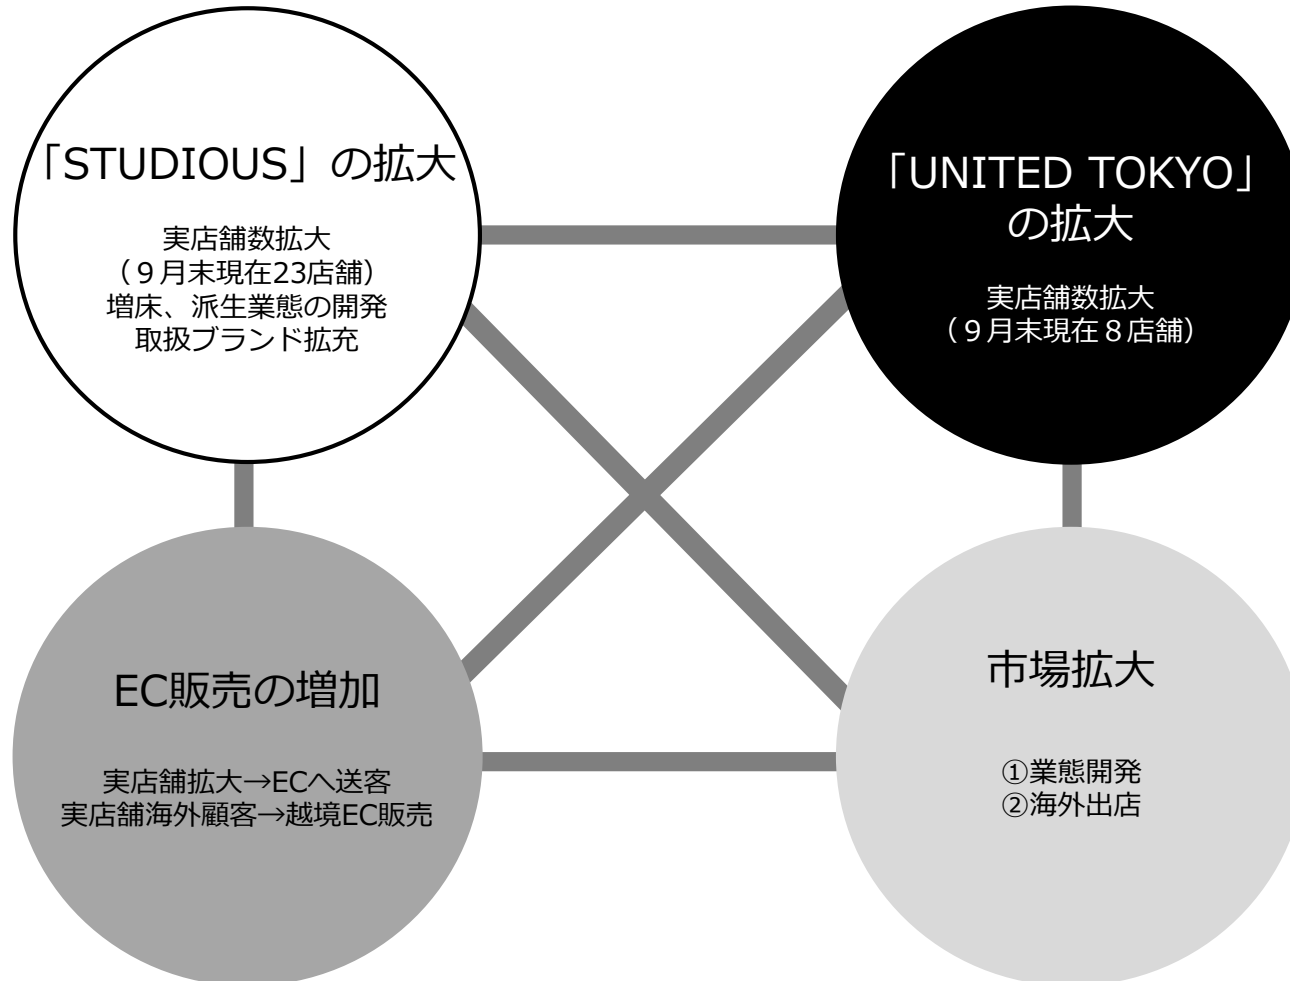 「STUDIOUS」の拡大
実店舗数拡大
（９月末現在23店舗）
増床、派生業態の開発
取扱ブランド拡充
「UNITED TOKYO」
の拡大
実店舗数拡大
（９月末現在８店舗）
EC販売の増加
実店舗拡大→ECへ送客
実店舗海外顧客→越境EC販売
市場拡大
①業態開発
②海外出店